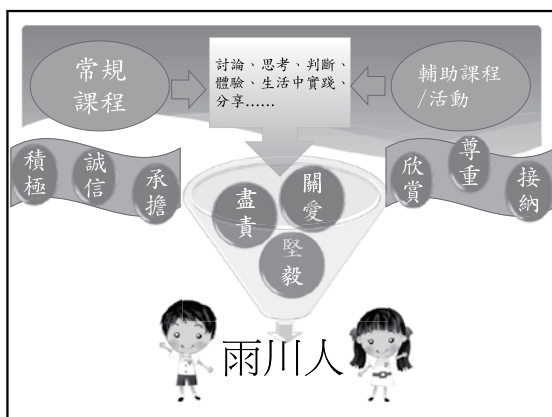 常規
課程
討論、思考、判斷、
體驗、生活中實踐、
分享……
輔助課程
/活動
積極
誠信
承擔
欣賞
尊重
接納
盡責
關愛
堅毅
雨川人